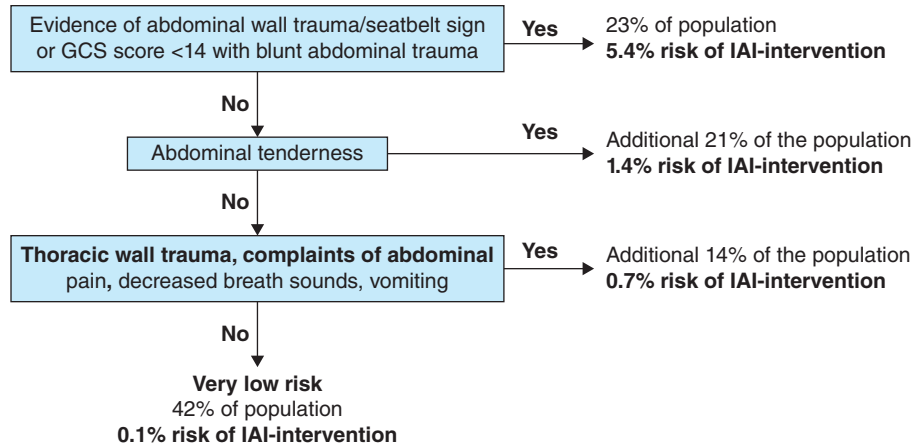 Evidence of abdominal wall trauma/seatbelt sign
or GCS score <14 with blunt abdominal trauma
Yes
23% of population
5.4% risk of IAI-intervention
No
Abdominal tenderness
Yes
Additional 21% of the population
1.4% risk of IAI-intervention
No
Thoracic wall trauma, complaints of abdominal
pain, decreased breath sounds, vomiting
Yes
Additional 14% of the population
0.7% risk of IAI-intervention
No
Very low risk
42% of population
0.1% risk of IAI-intervention